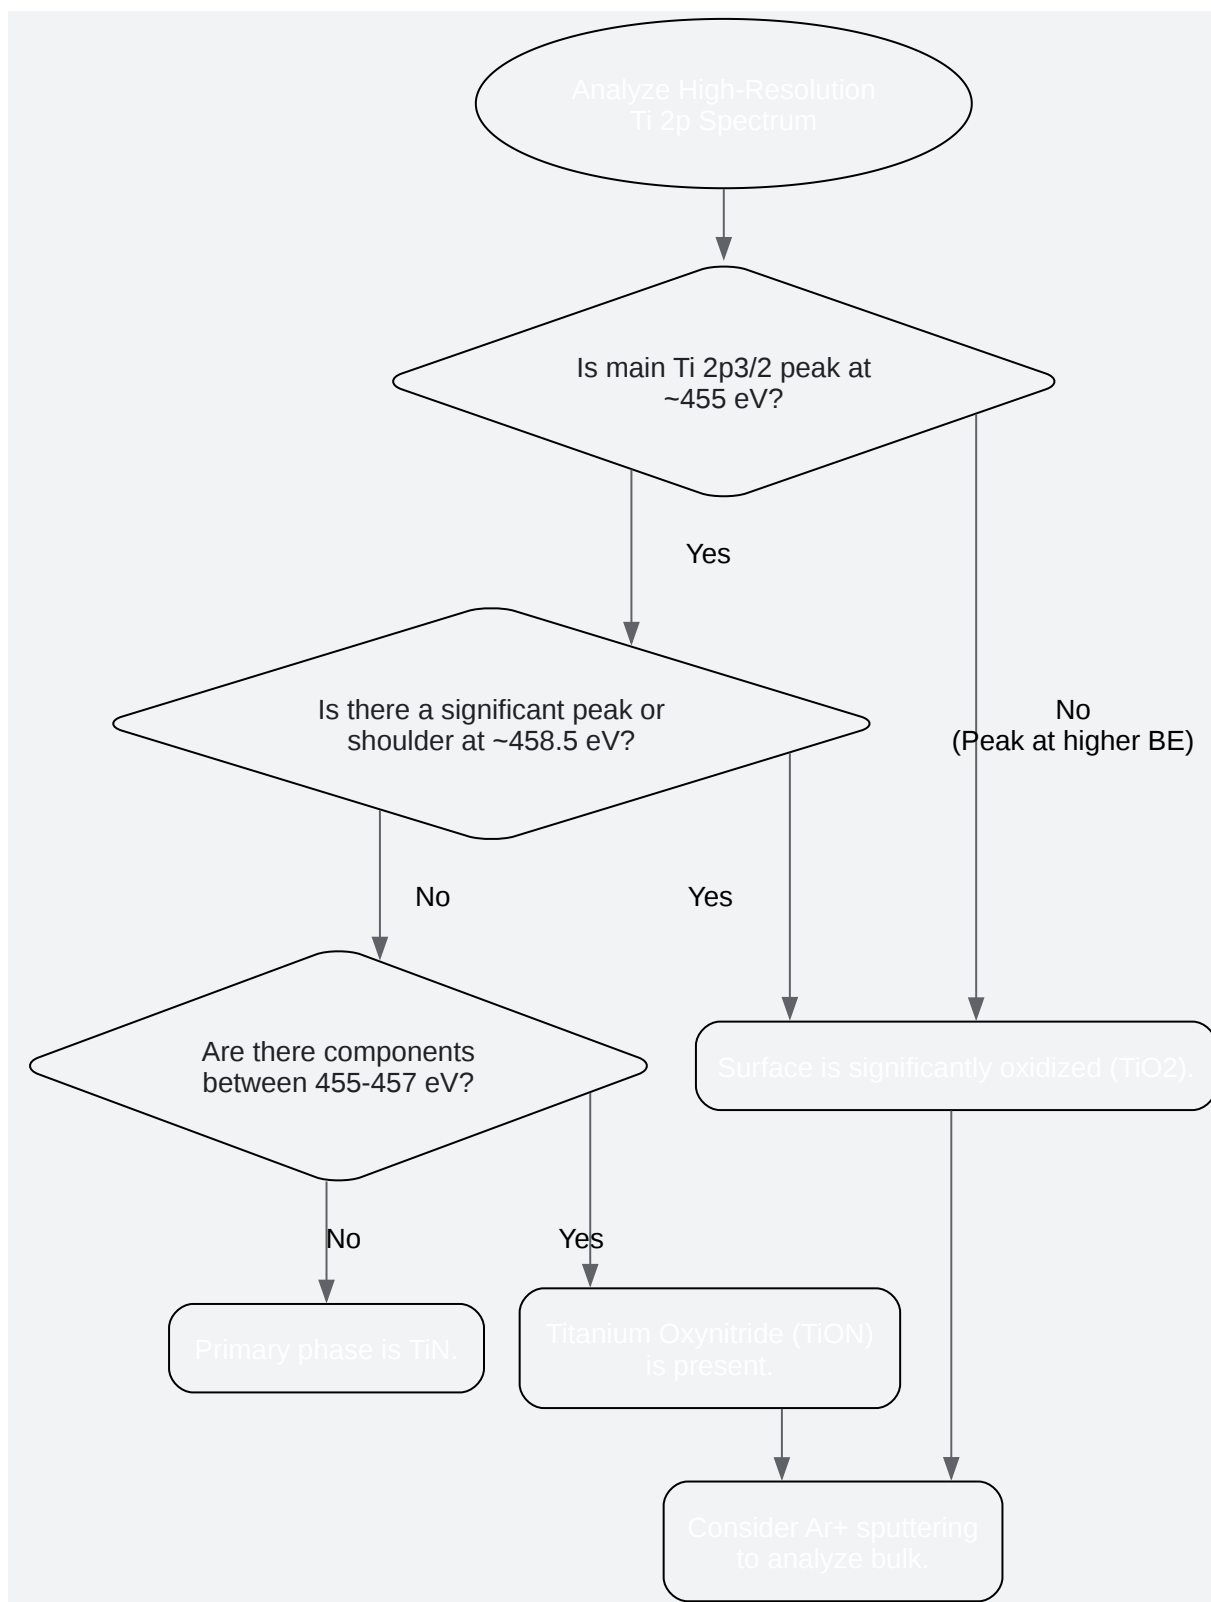 Analyze High-Resolution
Ti 2p Spectrum
Is main Ti 2p3/2 peak at
~455 eV?
Yes
Is there a significant peak or
shoulder at ~458.5 eV?
No
(Peak at higher BE)
No
Yes
Are there components
between 455-457 eV?
Surface is significantly oxidized (TiO2).
No
Yes
Primary phase is TiN.
Titanium Oxynitride (TiON)
is present.
Consider Ar+ sputtering
to analyze bulk.